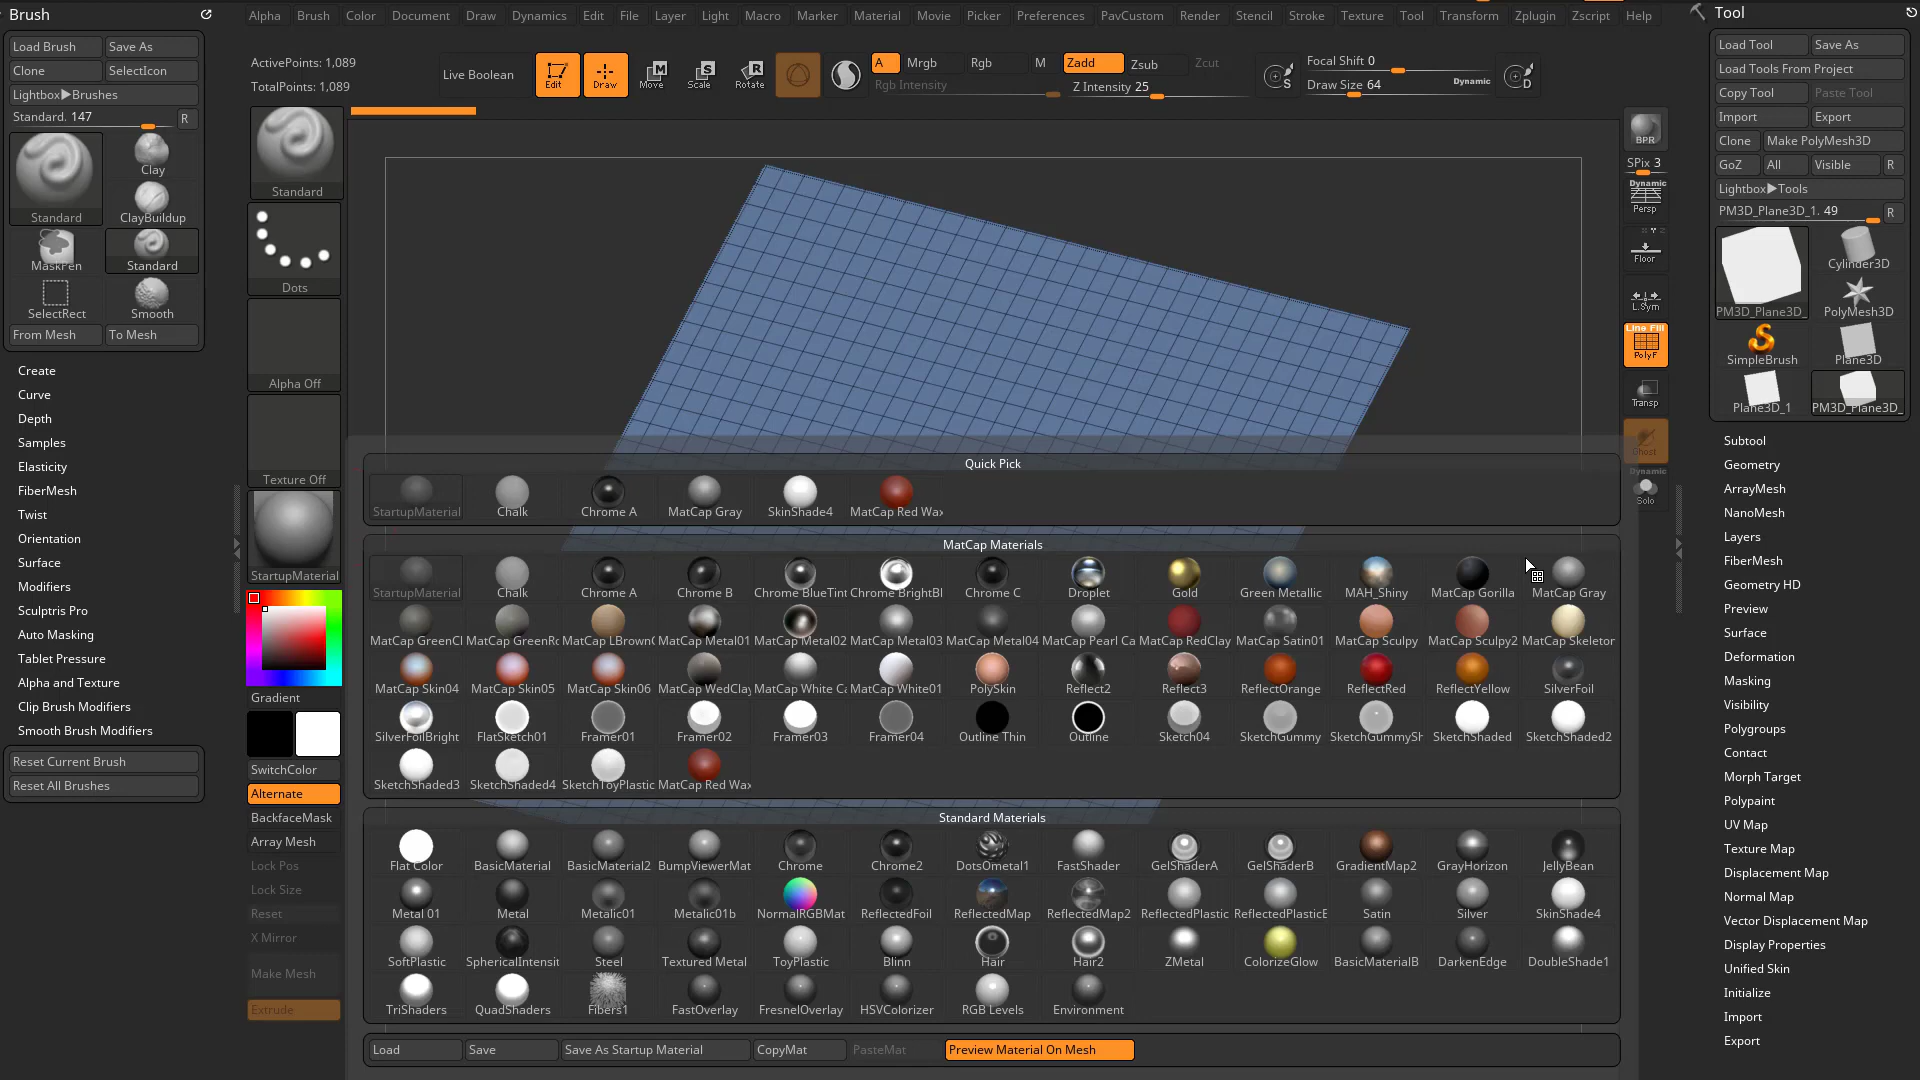 Brush
Load Brush Save As
Clone SelectIcon
Lightbox▶Brushes
Standard. 147 R
Standard
Clay
ClayBuildup
MaskPen
Standard
SelectRect
Smooth
From Mesh To Mesh
Create
Curve
Depth
Samples
Elasticity
FiberMesh
Twist
Orientation
Surface
Modifiers
Sculptris Pro
Auto Masking
Tablet Pressure
Alpha and Texture
Clip Brush Modifiers
Smooth Brush Modifiers
Reset Current Brush
Reset All Brushes
Alpha Brush Color Document Draw Dynamics Edit File Layer Light Macro Marker Material Movie Picker Preferences PavCustom Render Stencil Stroke Texture Tool Transform Zplugin Zscript Help
ActivePoints: 1,089
TotalPoints: 1,089
Live Boolean
Edit Draw Move Scale Rotate
A Mrgb Rgb M
Rgb Intensity
Zadd Zsub Zcut
Z Intensity 25
S
Focal Shift 0
Draw Size 64 Dynamic
D
Standard
Dots
Alpha Off
Texture Off
StartupMaterial
Gradient
SwitchColor
Alternate
BackfaceMask
Array Mesh
Lock Pos
Lock Size
Reset
X Mirror
Make Mesh
Extrude
Quick Pick
StartupMaterial Chalk Chrome A MatCap Gray SkinShade4 MatCap Red Wax
MatCap Materials
StartupMaterial Chalk Chrome A Chrome B Chrome BlueTint Chrome BrightBl Chrome C Droplet Gold Green Metallic MAH_Shiny MatCap Gorilla MatCap Gray
MatCap GreenCl MatCap GreenRo MatCap LBrownC MatCap Metal01 MatCap Metal02 MatCap Metal03 MatCap Metal04 MatCap Pearl Ca MatCap RedClay MatCap Satin01 MatCap Sculpy MatCap Sculpy2 MatCap Skeleton
MatCap Skin04 MatCap Skin05 MatCap Skin06 MatCap WedClay MatCap White Ca MatCap White01 PolySkin Reflect2 Reflect3 ReflectOrange ReflectRed ReflectYellow SilverFoil
SilverFoilBright FlatSketch01 Framer01 Framer02 Framer03 Framer04 Outline Thin Outline Sketch04 SketchGummy SketchGummySh SketchShaded SketchShaded2
SketchShaded3 SketchShaded4 SketchToyPlastic MatCap Red Wax
Standard Materials
Flat Color BasicMaterial BasicMaterial2 BumpViewerMat Chrome Chrome2 DotsOmetal1 FastShader GelShaderA GelShaderB GradientMap2 GrayHorizon JellyBean
Metal 01 Metal Metalic01 Metalic01b NormalRGBMat ReflectedFoil ReflectedMap ReflectedMap2 ReflectedPlastic ReflectedPlasticB Satin Silver SkinShade4
SoftPlastic SphericalIntensit Steel Textured Metal ToyPlastic Blinn Hair Hair2 ZMetal ColorizeGlow BasicMaterialB DarkenEdge DoubleShade1
TriShaders QuadShaders Fibers1 FastOverlay FresnelOverlay HSVColorizer RGB Levels Environment
Load Save Save As Startup Material CopyMat PasteMat Preview Material On Mesh
BPR
SPix 3
Dynamic
Persp
Floor
L.Sym
Line Fill
PolyF
Transp
Ghost
Dynamic
Solo
Tool
Load Tool Save As
Load Tools From Project
Copy Tool Paste Tool
Import Export
Clone Make PolyMesh3D
GoZ All Visible R
Lightbox▶Tools
PM3D_Plane3D_1. 49 R
PM3D_Plane3D_
Cylinder3D
PolyMesh3D
SimpleBrush
Plane3D
Plane3D_1
PM3D_Plane3D_
Subtool
Geometry
ArrayMesh
NanoMesh
Layers
FiberMesh
Geometry HD
Preview
Surface
Deformation
Masking
Visibility
Polygroups
Contact
Morph Target
Polypaint
UV Map
Texture Map
Displacement Map
Normal Map
Vector Displacement Map
Display Properties
Unified Skin
Initialize
Import
Export